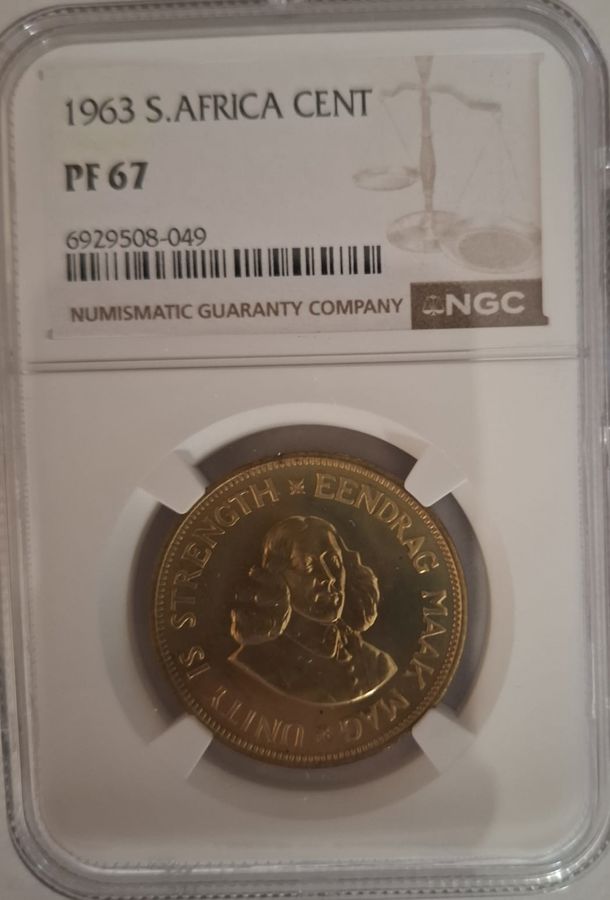 1963 S.AFRICA CENT
PF 67
6929508-049
NUMISMATIC GUARANTY COMPANY
NGC
UNITY IS STRENGTH * EENDRAG MAAK MAG *